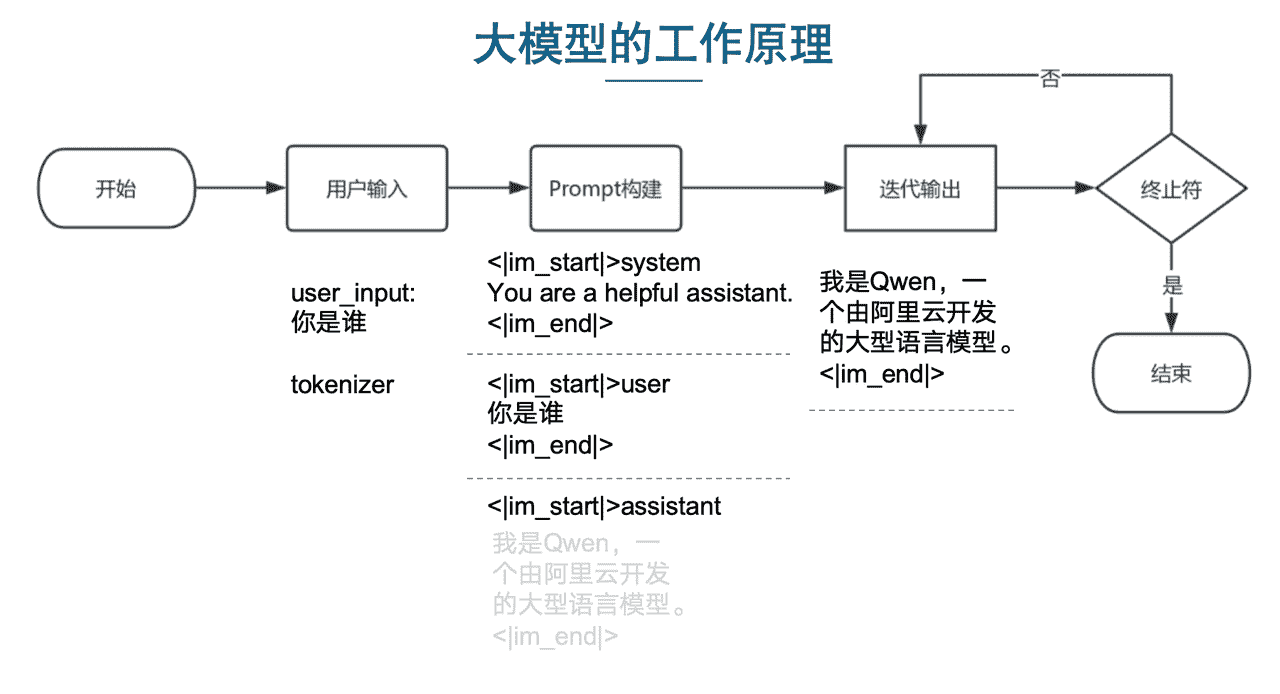 大模型的工作原理
否
开始
用户输入
Prompt构建
迭代输出
终止符
是
结束
user_input:
你是谁
tokenizer
<|im_start|>system
You are a helpful assistant.
<|im_end|>
<|im_start|>user
你是谁
<|im_end|>
<|im_start|>assistant
我是Qwen，一
个由阿里云开发
的大型语言模型。
<|im_end|>
我是Qwen，一
个由阿里云开发
的大型语言模型。
<|im_end|>